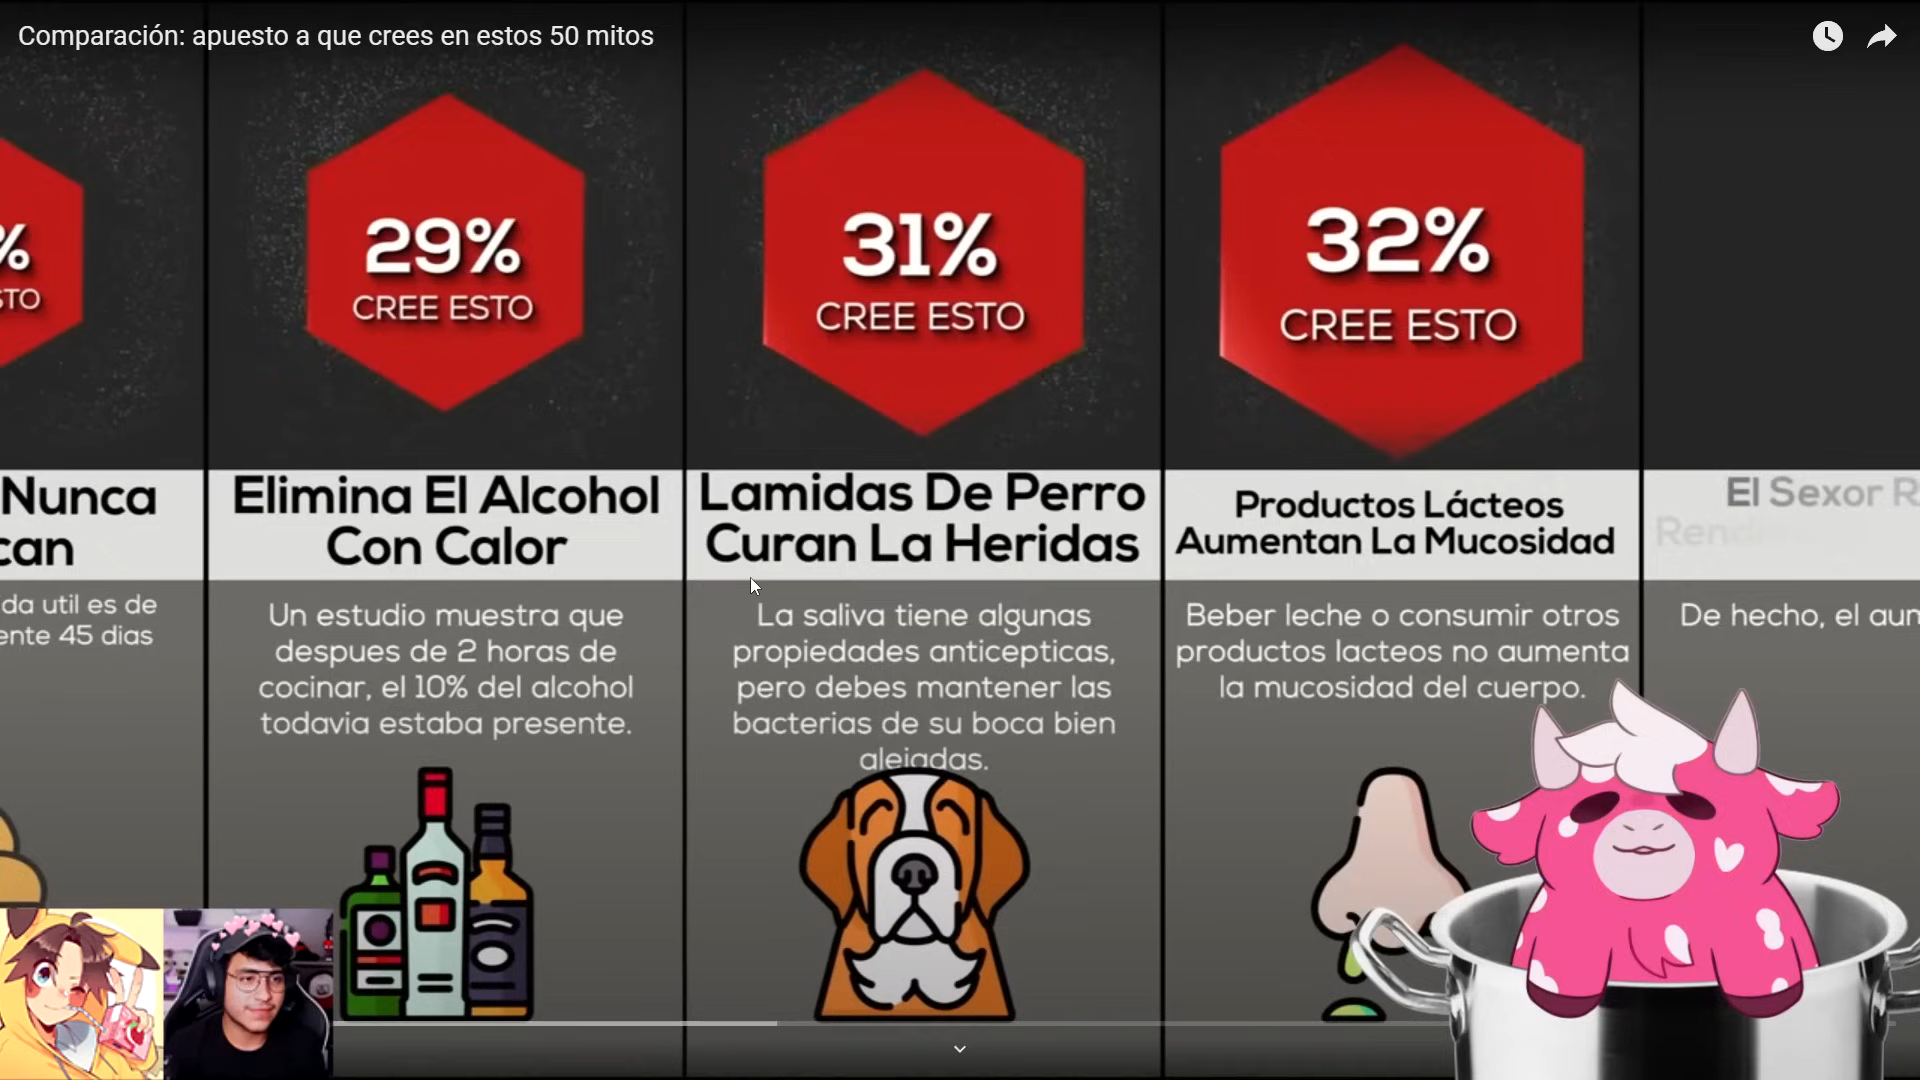 Comparación: apuesto a que crees en estos 50 mitos
%
STO
29%
CREE ESTO
31%
CREE ESTO
32%
CREE ESTO
Nunca
can
Elimina El Alcohol
Con Calor
Lamidas De Perro
Curan La Heridas
Productos Lácteos
Aumentan La Mucosidad
El Sexor R
Rend
da util es de
ente 45 dias
Un estudio muestra que
despues de 2 horas de
cocinar, el 10% del alcohol
todavia estaba presente.
La saliva tiene algunas
propiedades anticepticas,
pero debes mantener las
bacterias de su boca bien
alejadas.
Beber leche o consumir otros
productos lacteos no aumenta
la mucosidad del cuerpo.
De hecho, el aum